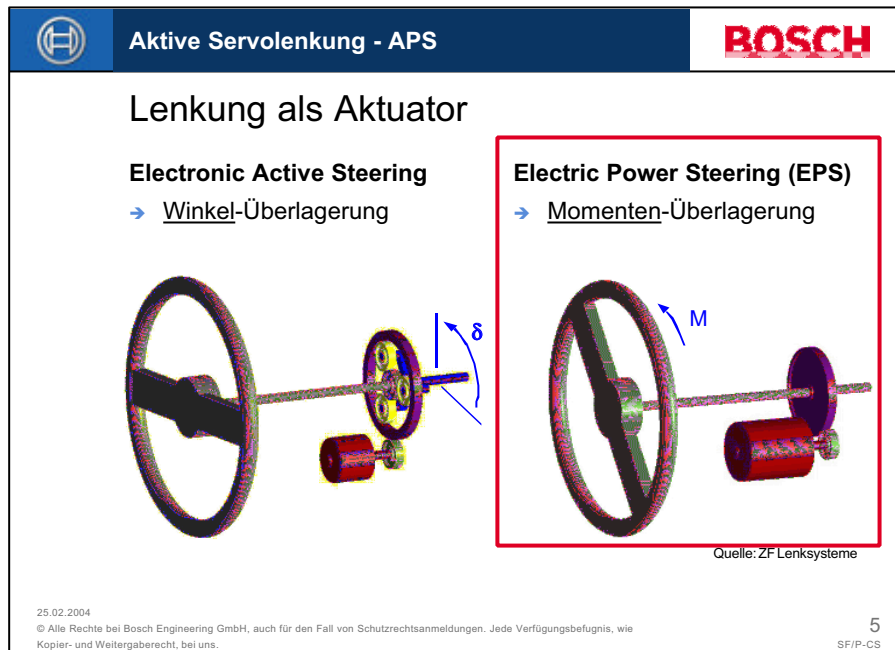 Aktive Servolenkung - APS
BOSCH
Lenkung als Aktuator
Electronic Active Steering
→ Winkel-Überlagerung
δ
Electric Power Steering (EPS)
→ Momenten-Überlagerung
M
Quelle: ZF Lenksysteme
25.02.2004
© Alle Rechte bei Bosch Engineering GmbH, auch für den Fall von Schutzrechtsanmeldungen. Jede Verfügungsbefugnis, wie
Kopier- und Weitergaberecht, bei uns.
5
SF/P-CS